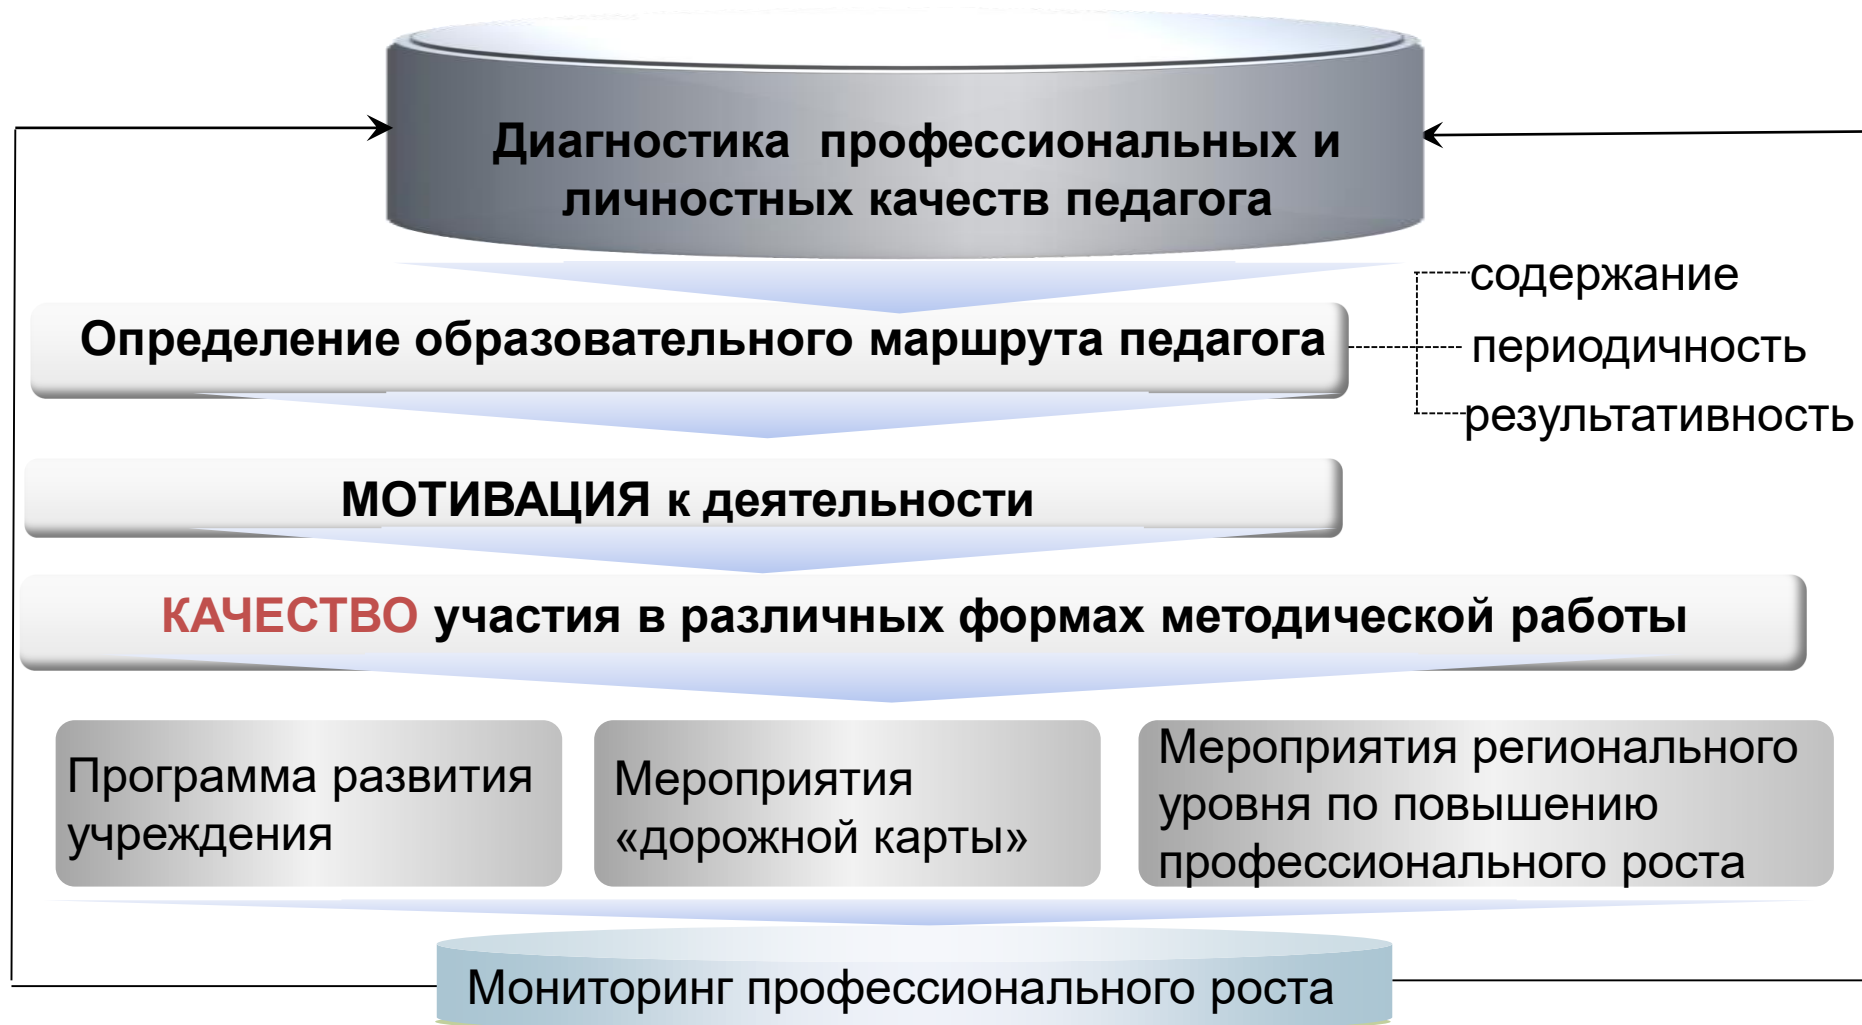 Диагностика профессиональных и
личностных качеств педагога
Определение образовательного маршрута педагога
содержание
периодичность
результативность
МОТИВАЦИЯ к деятельности
КАЧЕСТВО участия в различных формах методической работы
Программа развития
учреждения
Мероприятия
«дорожной карты»
Мероприятия регионального
уровня по повышению
профессионального роста
Мониторинг профессионального роста